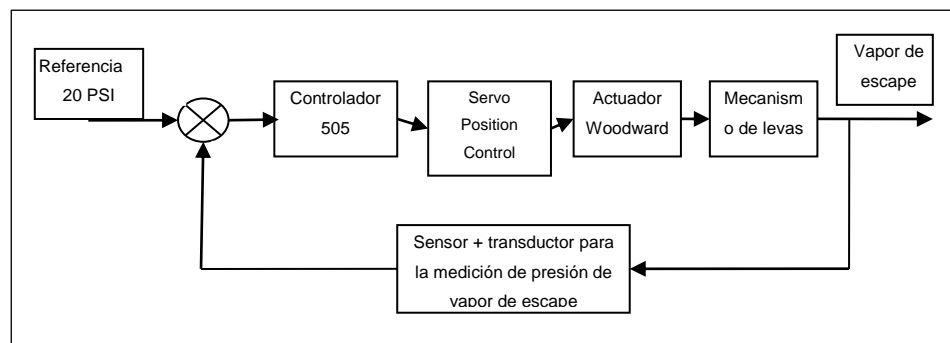 Referencia
20 PSI
Controlador
505
Servo
Position
Control
Actuador
Woodward
Mecanism
o de levas
Vapor de
escape
Sensor + transductor para
la medición de presión de
vapor de escape